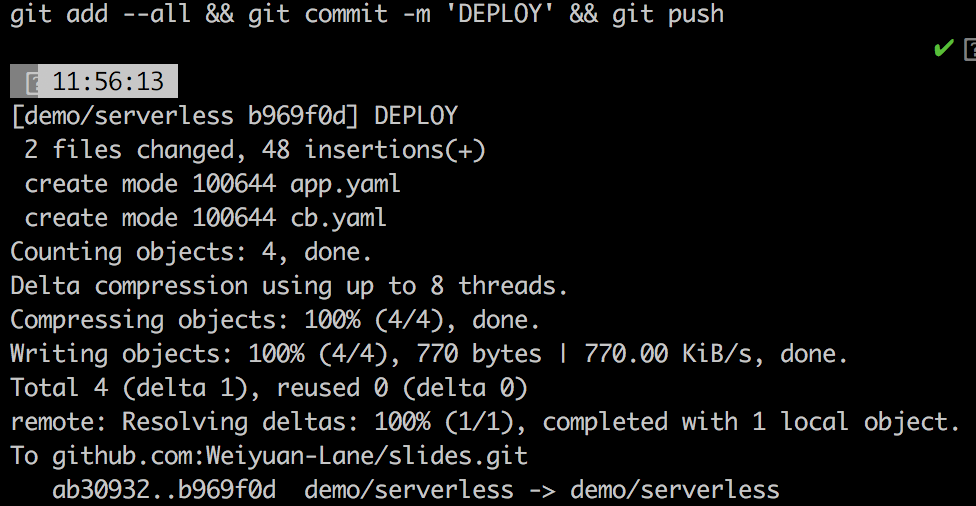 git add --all && git commit -m 'DEPLOY' && git push
✔
11:56:13
[demo/serverless b969f0d] DEPLOY
2 files changed, 48 insertions(+)
create mode 100644 app.yaml
create mode 100644 cb.yaml
Counting objects: 4, done.
Delta compression using up to 8 threads.
Compressing objects: 100% (4/4), done.
Writing objects: 100% (4/4), 770 bytes | 770.00 KiB/s, done.
Total 4 (delta 1), reused 0 (delta 0)
remote: Resolving deltas: 100% (1/1), completed with 1 local object.
To github.com:Weiyuan-Lane/slides.git
ab30932..b969f0d  demo/serverless -> demo/serverless